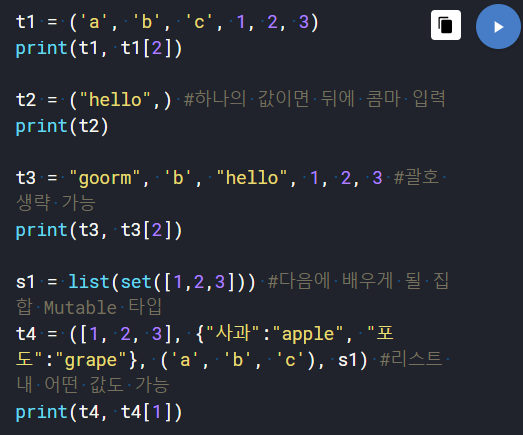 t1 = ('a', 'b', 'c', 1, 2, 3)
print(t1, t1[2])
t2 = ("hello",) #하나의 값이면 뒤에 콤마 입력
print(t2)
t3 = "goorm", 'b', "hello", 1, 2, 3 #괄호
생략 가능
print(t3, t3[2])
s1 = list(set([1,2,3])) #다음에 배우게 될 집
합 Mutable 타입
t4 = ([1, 2, 3], {"사과":"apple", "포
도":"grape"}, ('a', 'b', 'c'), s1) #리스트
내 어떤 값도 가능
print(t4, t4[1])